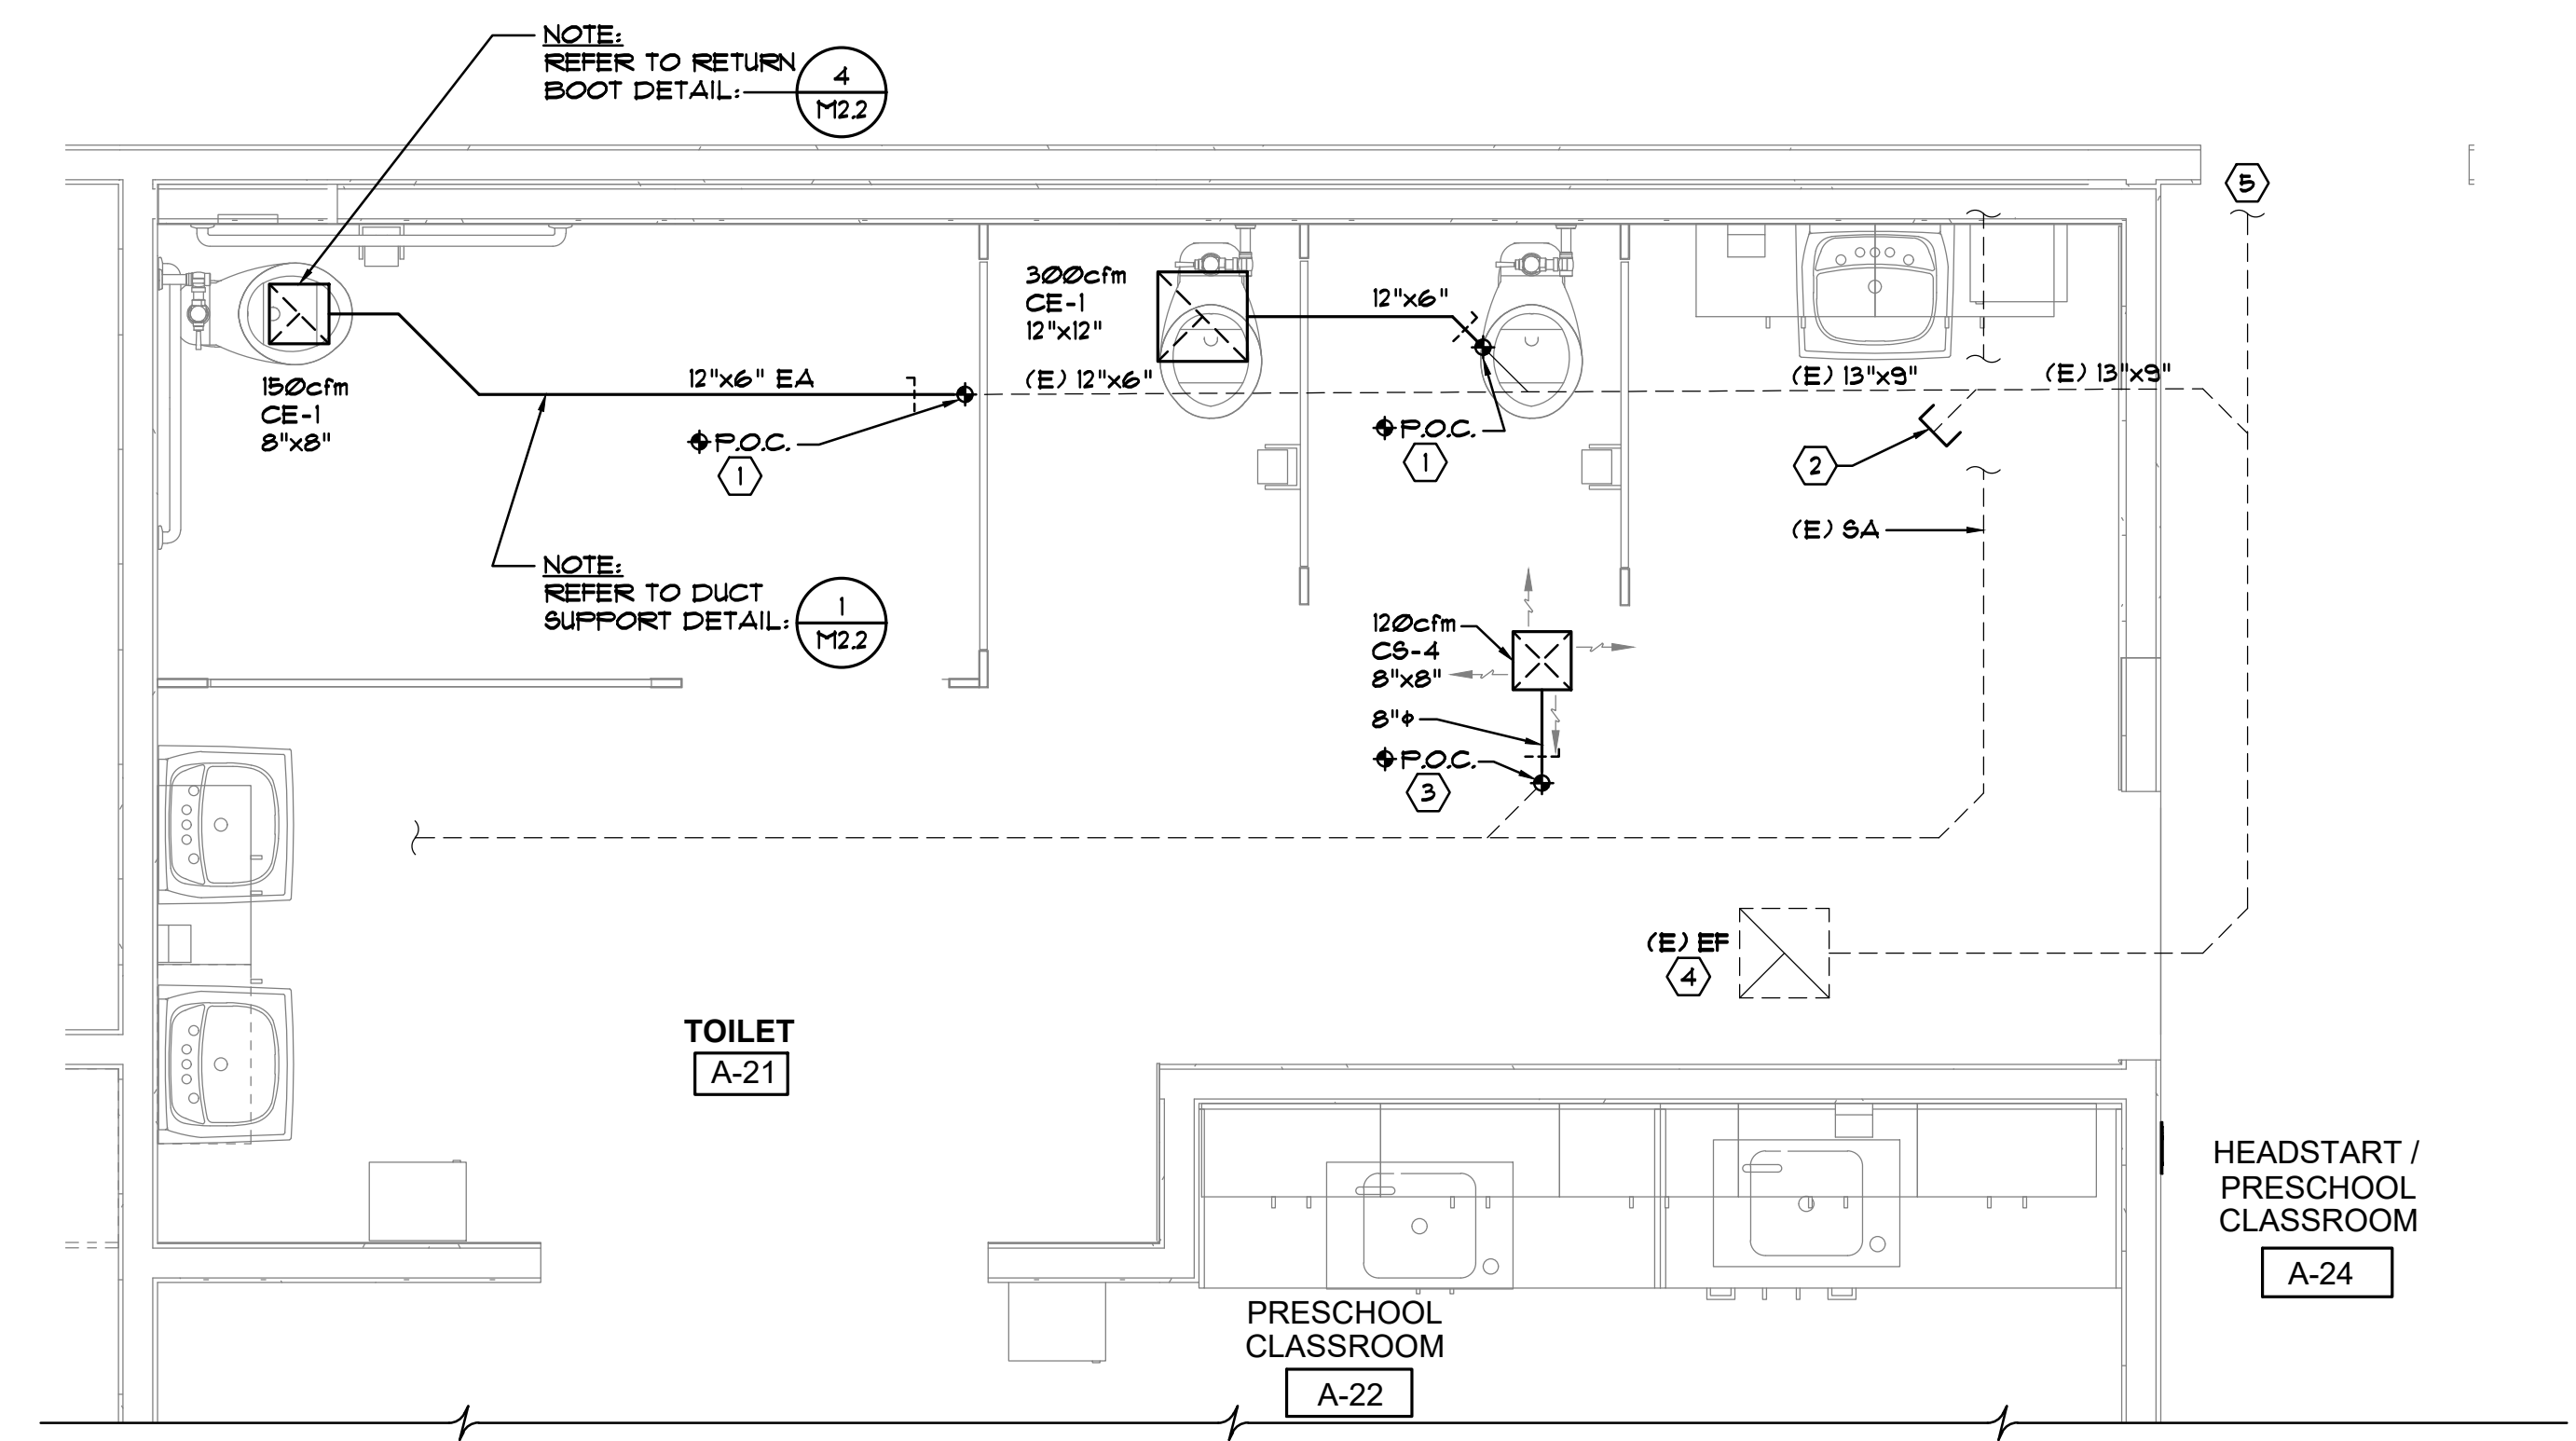 NOTE:
REFER TO RETURN
BOOT DETAIL:
4
M2.2
5
150cfm
CE-1
8"x8"
12"x6" EA
P.O.C.
1
300cfm
CE-1
12"x12"
(E) 12"x6"
12"x6"
P.O.C.
1
(E) 13"x9"
(E) 13"x9"
2
(E) SA
NOTE:
REFER TO DUCT
SUPPORT DETAIL:
1
M2.2
120cfm
CS-4
8"x8"
8"ϕ
P.O.C.
3
(E) EF
4
TOILET
A-21
HEADSTART /
PRESCHOOL
CLASSROOM
A-24
PRESCHOOL
CLASSROOM
A-22